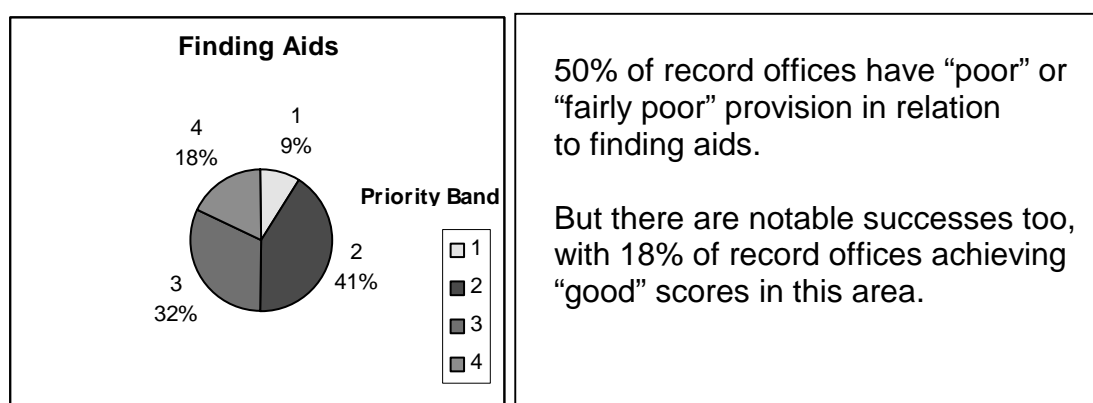 Finding Aids
1
9%
4
18%
Priority Band
2
41%
3
32%
1
2
3
4
50% of record offices have “poor” or
“fairly poor” provision in relation
to finding aids.
But there are notable successes too,
with 18% of record offices achieving
“good” scores in this area.